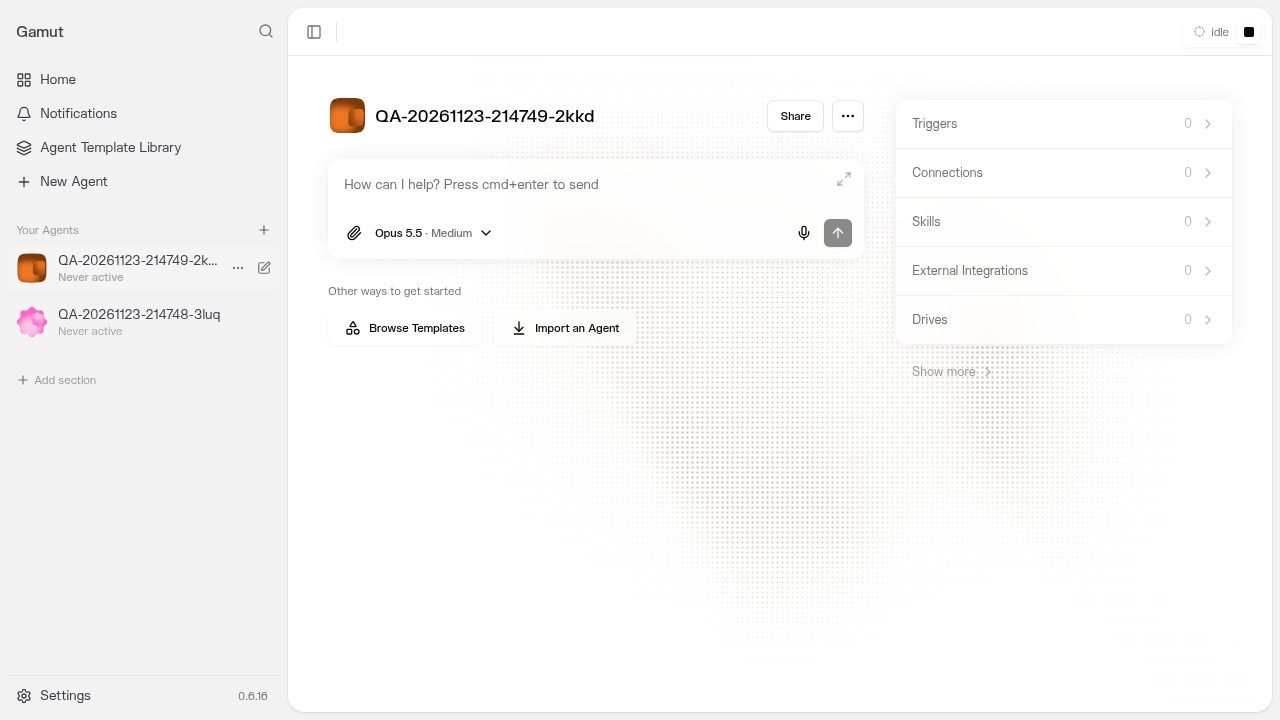 Gamut
Home
Notifications
Agent Template Library
New Agent
Your Agents
QA-20261123-214749-2k...
Never active
QA-20261123-214748-3luq
Never active
Add section
Settings
0.6.16
idle
QA-20261123-214749-2kkd
Share
How can I help? Press cmd+enter to send
Opus 5.5 · Medium
Other ways to get started
Browse Templates
Import an Agent
Triggers 0
Connections 0
Skills 0
External Integrations 0
Drives 0
Show more